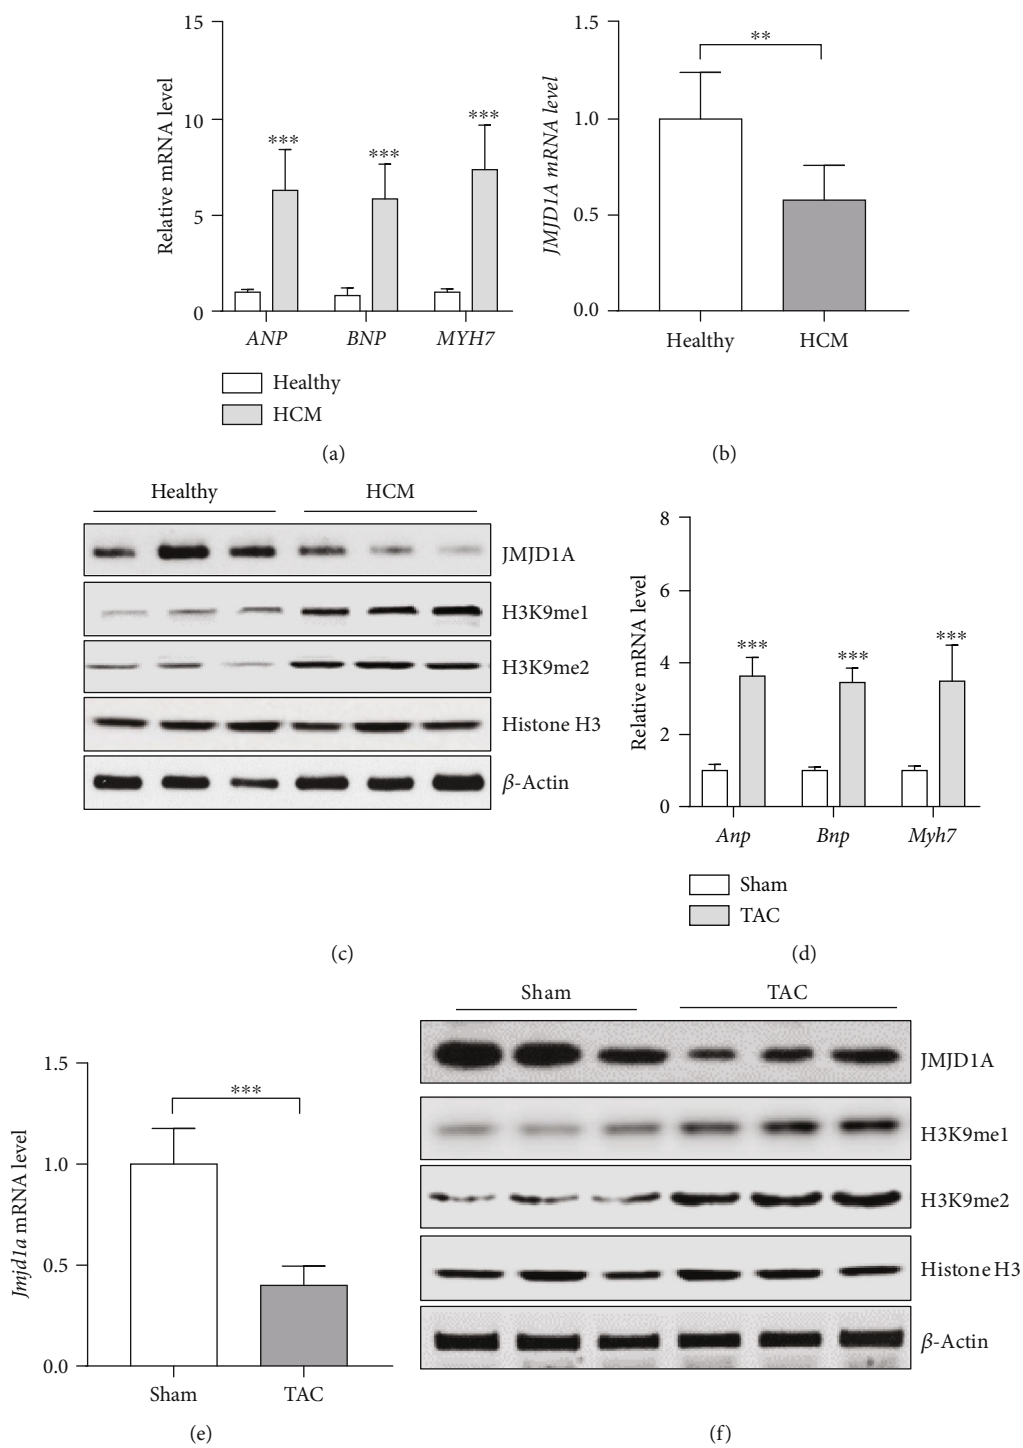 15
10
5
0
Relative mRNA level
***
***
***
ANP
BNP
MYH7
Healthy
HCM
(a)
1.5
1.0
0.5
0.0
JMJD1A mRNA level
**
Healthy
HCM
(b)
Healthy
HCM
JMJD1A
H3K9me1
H3K9me2
Histone H3
β-Actin
(c)
8
6
4
2
0
Relative mRNA level
***
***
***
Anp
Bnp
Myh7
Sham
TAC
(d)
1.5
1.0
0.5
0.0
Jmjd1a mRNA level
***
Sham
TAC
(e)
Sham
TAC
JMJD1A
H3K9me1
H3K9me2
Histone H3
β-Actin
(f)